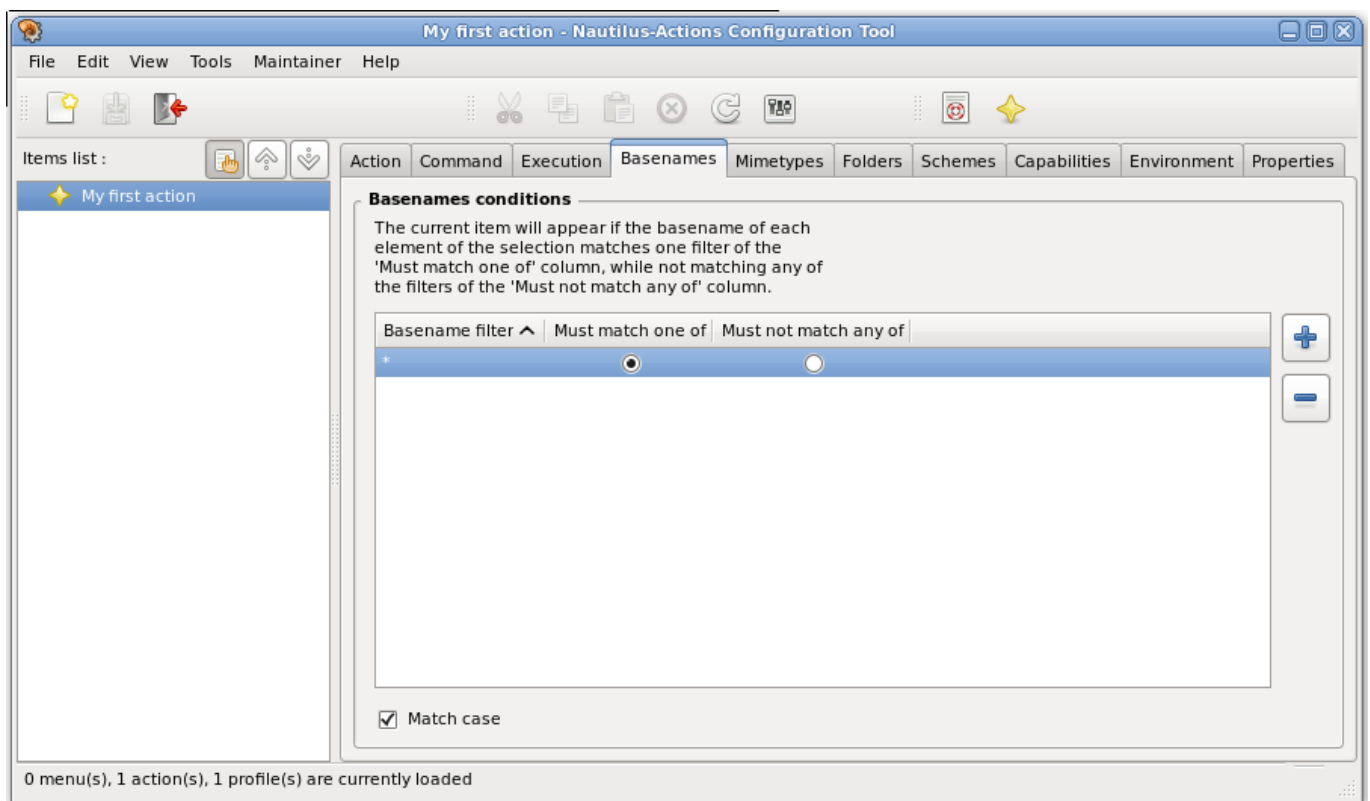 My first action - Nautilus-Actions Configuration Tool
File Edit View Tools Maintainer Help
Items list :
Action Command Execution Basenames Mimetypes Folders Schemes Capabilities Environment Properties
My first action
Basenames conditions
The current item will appear if the basename of each
element of the selection matches one filter of the
'Must match one of' column, while not matching any of
the filters of the 'Must not match any of' column.
Basename filter Must match one of Must not match any of
*
Match case
0 menu(s), 1 action(s), 1 profile(s) are currently loaded